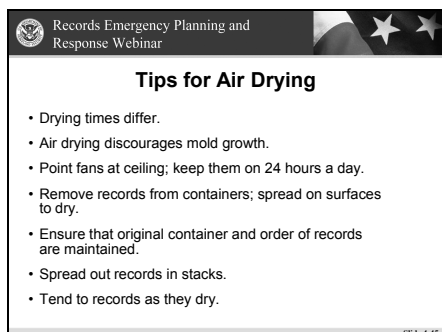 Records Emergency Planning and
Response Webinar
Tips for Air Drying
• Drying times differ.
• Air drying discourages mold growth.
• Point fans at ceiling; keep them on 24 hours a day.
• Remove records from containers; spread on surfaces
to dry.
• Ensure that original container and order of records
are maintained.
• Spread out records in stacks.
• Tend to records as they dry.